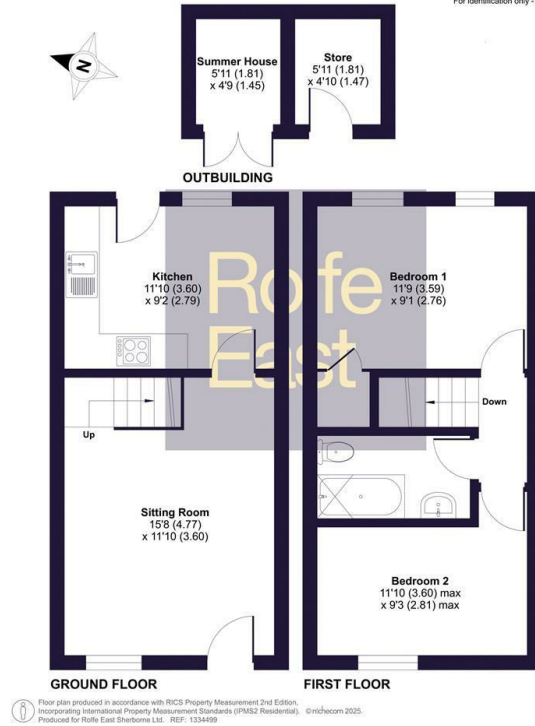 For identification only -
N
Summer House
5'11 (1.81)
x 4'9 (1.45)
Store
5'11 (1.81)
x 4'10 (1.47)
OUTBUILDING
Kitchen
11'10 (3.60)
x 9'2 (2.79)
Bedroom 1
11'9 (3.59)
x 9'1 (2.76)
Rolfe
East
Up
Down
Sitting Room
15'8 (4.77)
x 11'10 (3.60)
Bedroom 2
11'10 (3.60) max
x 9'3 (2.81) max
GROUND FLOOR
FIRST FLOOR
Floor plan produced in accordance with RICS Property Measurement 2nd Edition,
Incorporating International Property Measurement Standards (IPMS2 Residential). ©nichecom 2025.
Produced for Rolfe East Sherborne Ltd. REF: 1334499